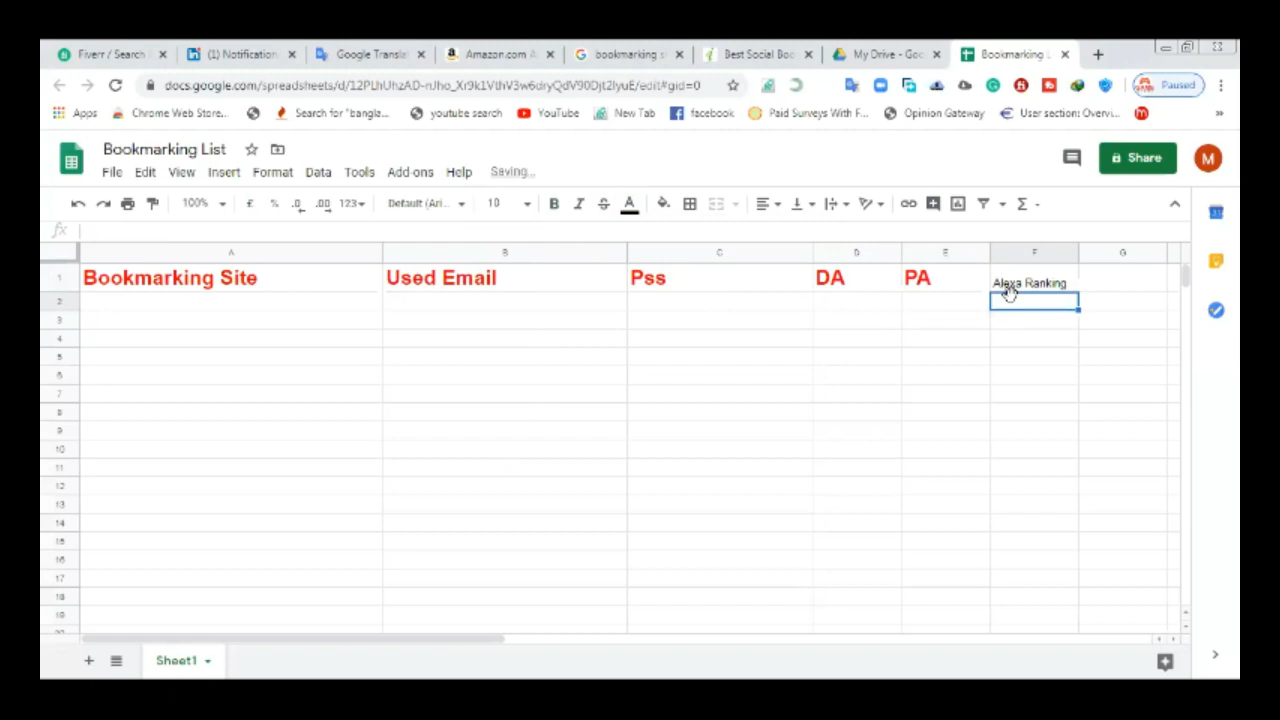 Fiverr / Search
(1) Notification
Google Transla
Amazon.com A
bookmarking s
Best Social Boo
My Drive - Goo
Bookmarking L
docs.google.com/spreadsheets/d/
/edit#gid=0
Paused
Apps
Chrome Web Store...
Search for "bangla...
youtube search
YouTube
New Tab
facebook
Paid Surveys With F...
Opinion Gateway
User section: Overvi...
Bookmarking List
Share
M
File Edit View Insert Format Data Tools Add-ons Help Saving...
100% £ % .0 .00 123 Default (Ari... 10 B I S A
fx
A B C D E F G
1 Bookmarking Site Used Email Pss DA PA Alexa Ranking
2
3
4
5
6
7
8
9
10
11
12
13
14
15
16
17
18
19
20
Sheet1